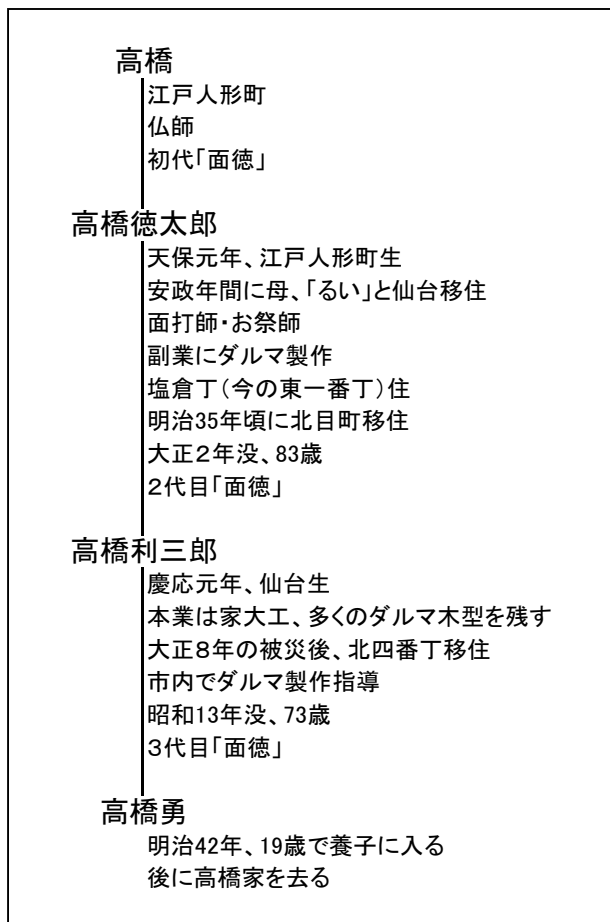 高橋
江戸人形町
仏師
初代「面徳」
高橋徳太郎
天保元年、江戸人形町生
安政年間に母、「るい」と仙台移住
面打師・お祭師
副業にダルマ製作
塩倉丁（今の東一番丁）住
明治35年頃に北目町移住
大正２年没、83歳
２代目「面徳」
高橋利三郎
慶応元年、仙台生
本業は家大工、多くのダルマ木型を残す
大正８年の被災後、北四番丁移住
市内でダルマ製作指導
昭和13年没、73歳
３代目「面徳」
高橋勇
明治42年、19歳で養子に入る
後に高橋家を去る